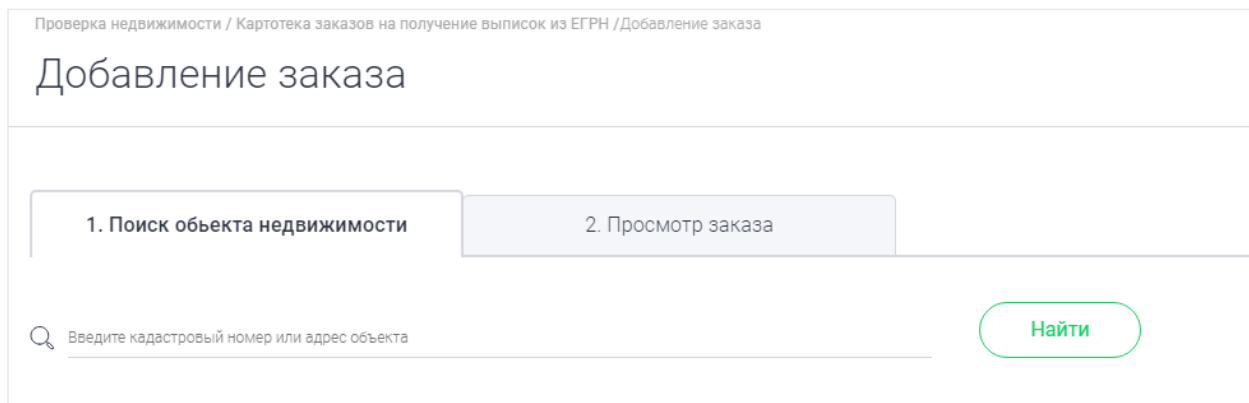 Проверка недвижимости / Картотека заказов на получение выписок из ЕГРН /Добавление заказа
Добавление заказа
1. Поиск обьекта недвижимости
2. Просмотр заказа
Введите кадастровый номер или адрес объекта
Найти